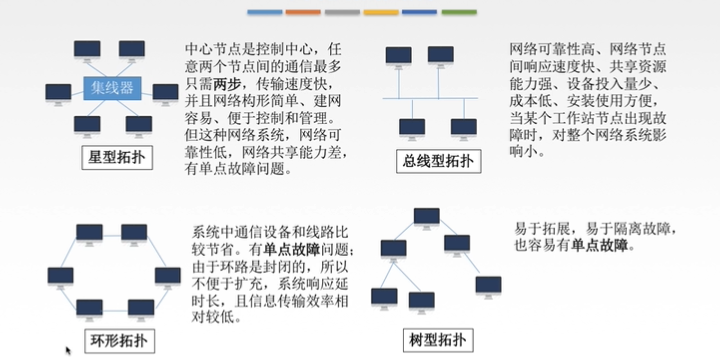 中心节点是控制中心，任
意两个节点间的通信最多
只需两步，传输速度快，
并且网络构形简单、建网
容易、便于控制和管理。
但这种网络系统，网络可
靠性低，网络共享能力差，
有单点故障问题。
集线器
星型拓扑
网络可靠性高、网络节点
间响应速度快、共享资源
能力强、设备投入量少、
成本低、安装使用方便，
当某个工作站节点出现故
障时，对整个网络系统影
响小。
总线型拓扑
系统中通信设备和线路比
较节省。有单点故障问题；
由于环路是封闭的，所以
不便于扩充，系统响应延
时长，且信息传输效率相
对较低。
环形拓扑
易于拓展，易于隔离故障，
也容易有单点故障。
树型拓扑